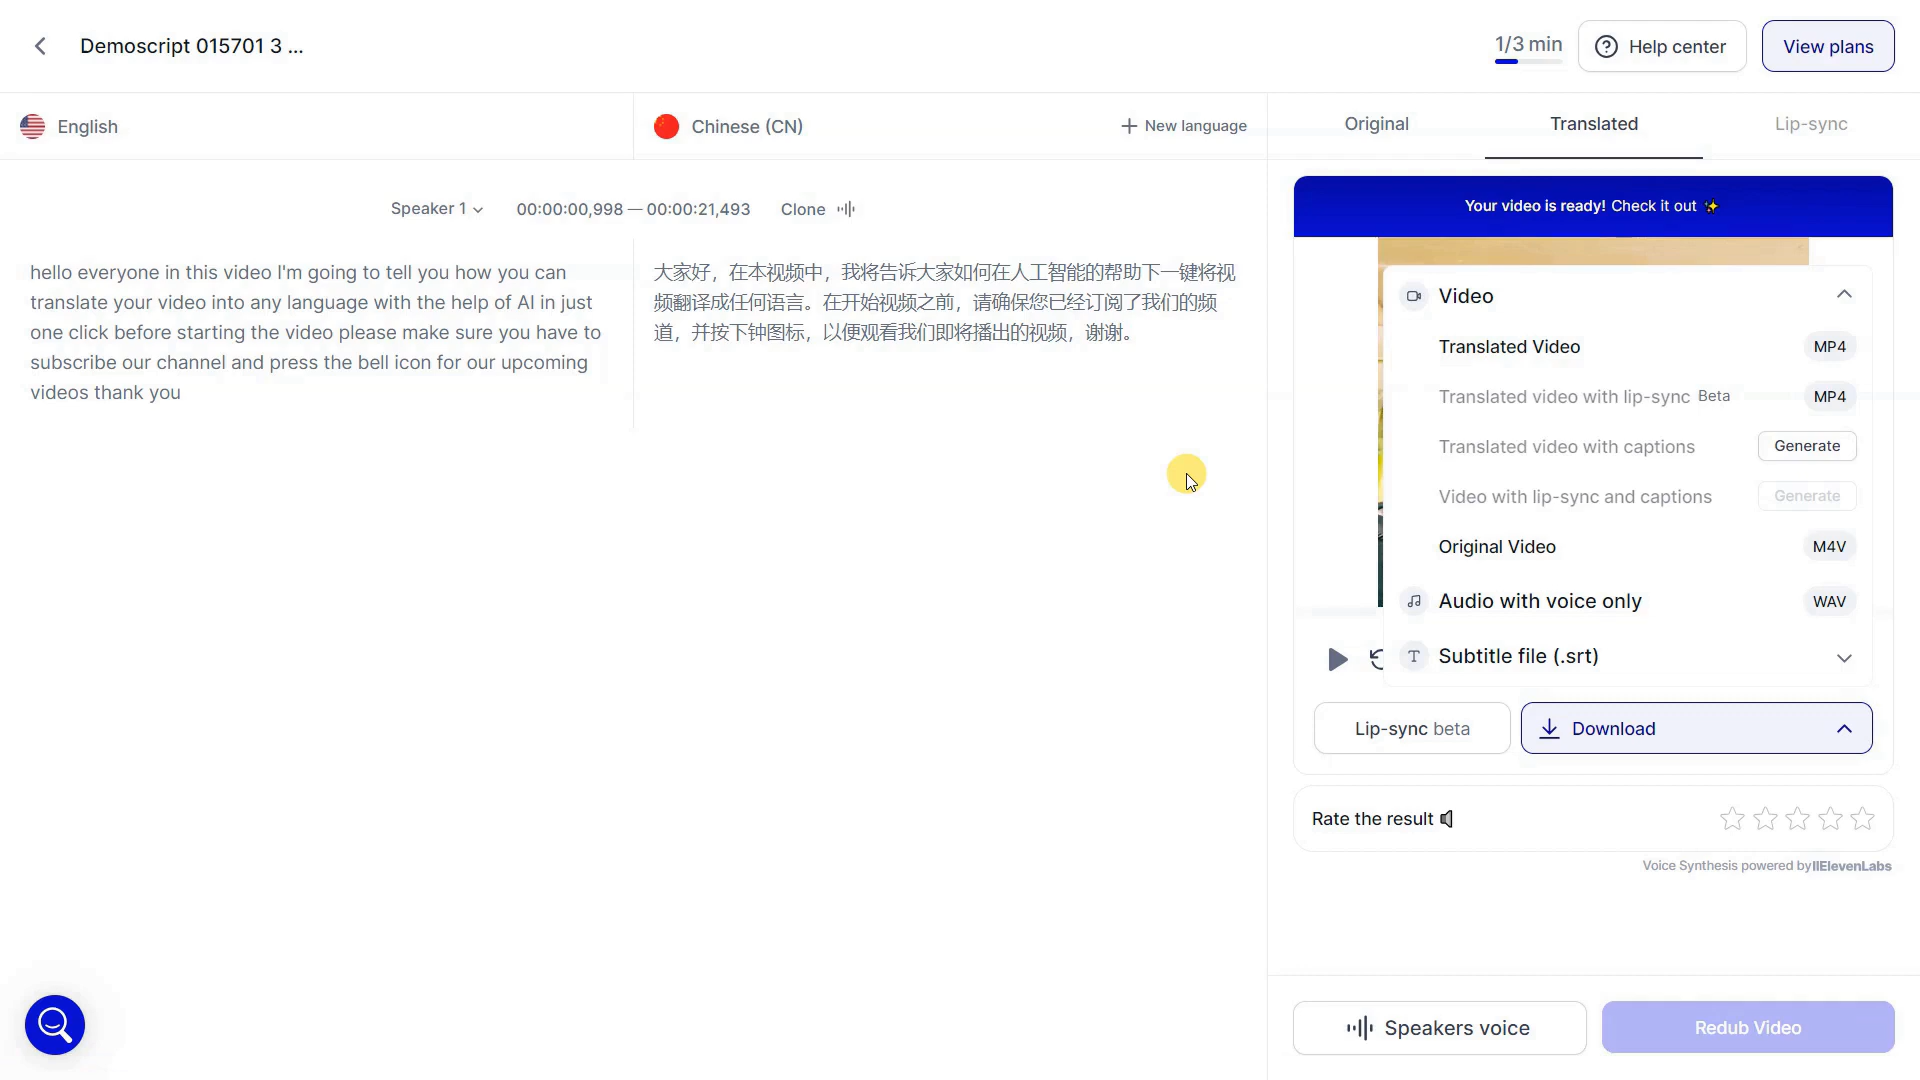 Demoscript 015701 3 ...
1/3 min
Help center
View plans
English
Chinese (CN)
New language
Original
Translated
Lip-sync
Speaker 1
00:00:00,998 — 00:00:21,493
Clone
hello everyone in this video I'm going to tell you how you can
translate your video into any language with the help of AI in just
one click before starting the video please make sure you have to
subscribe our channel and press the bell icon for our upcoming
videos thank you
大家好，在本视频中，我将告诉大家如何在人工智能的帮助下一键将视
频翻译成任何语言。在开始视频之前，请确保您已经订阅了我们的频
道，并按下钟图标，以便观看我们即将播出的视频，谢谢。
Your video is ready! Check it out
Video
Translated Video MP4
Translated video with lip-sync Beta MP4
Translated video with captions Generate
Video with lip-sync and captions Generate
Original Video M4V
Audio with voice only WAV
T Subtitle file (.srt)
Lip-sync beta
Download
Rate the result
Voice Synthesis powered by IIElevenLabs
Speakers voice
Redub Video